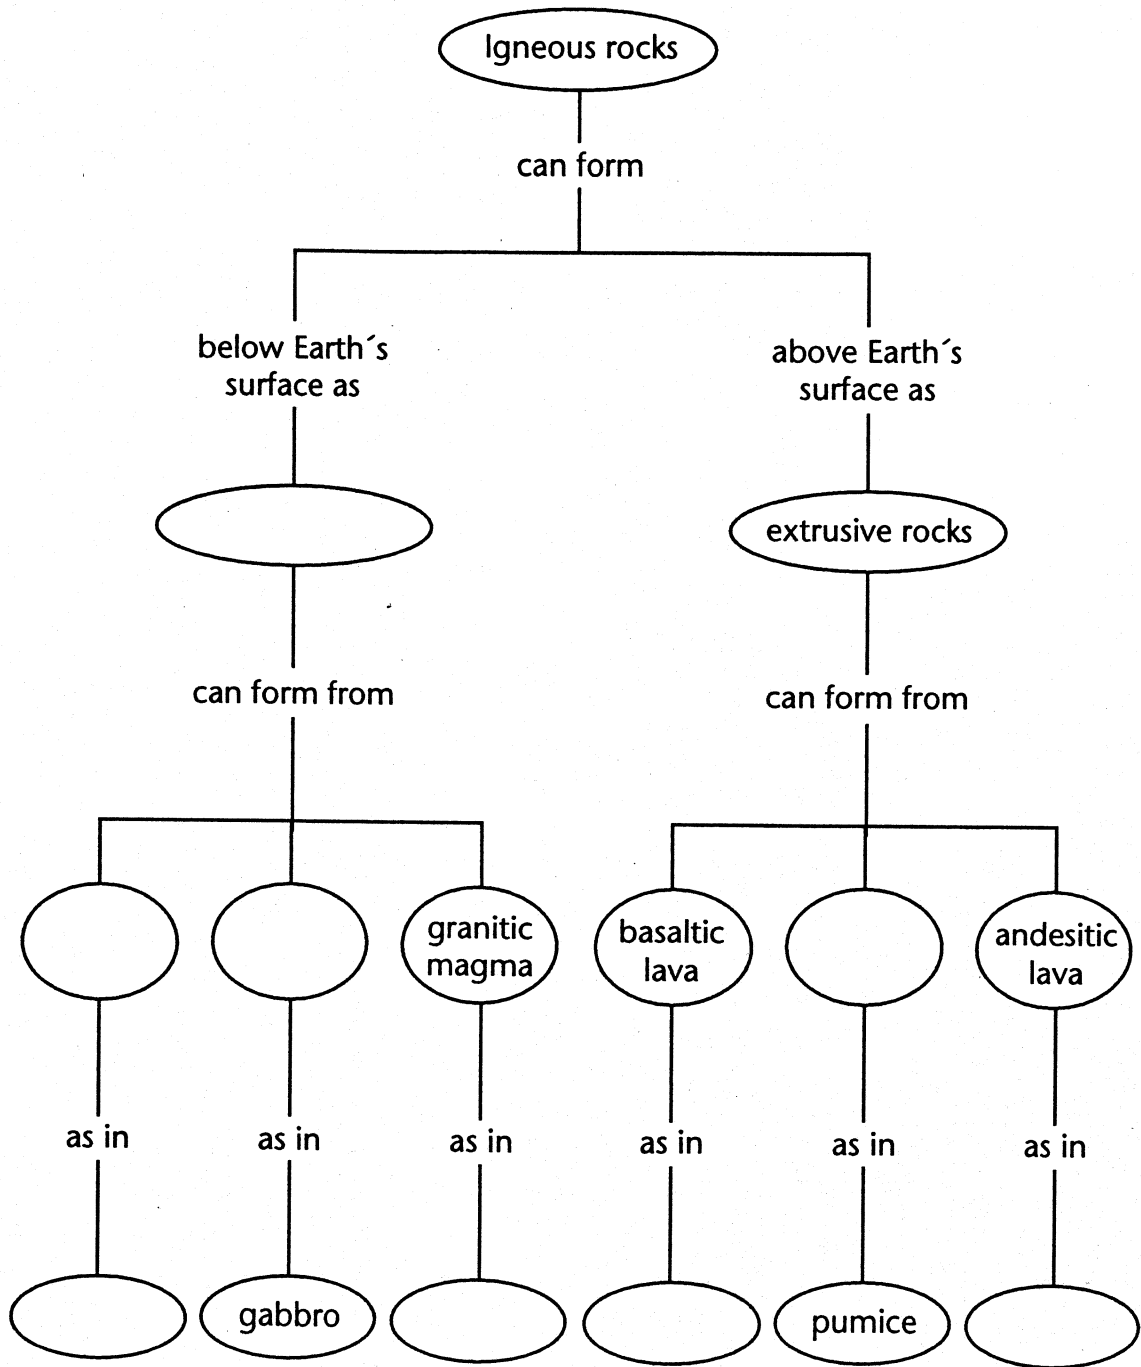 Igneous rocks
can form
below Earth´s
surface as
above Earth´s
surface as
extrusive rocks
can form from
can form from
granitic
magma
basaltic
lava
andesitic
lava
as in
as in
as in
as in
as in
as in
gabbro
pumice